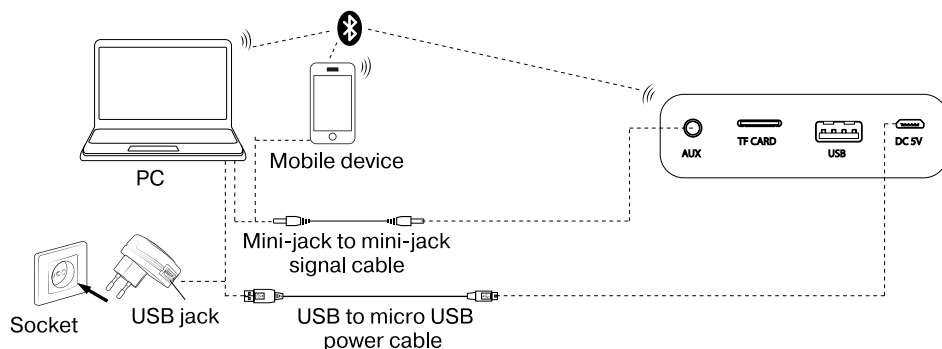 PC
Mobile device
AUX
TF CARD
USB
DC 5V
Mini-jack to mini-jack
signal cable
Socket
USB jack
USB to micro USB
power cable